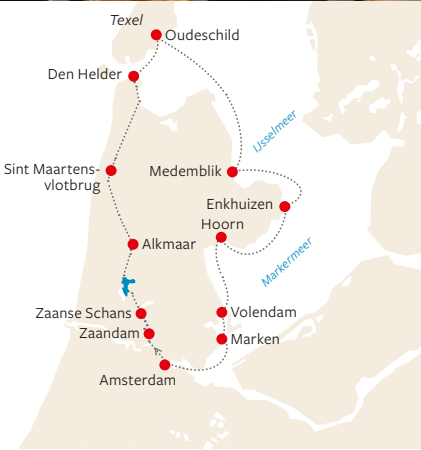 Texel
Oudeschild
Den Helder
IJsselmeer
Sint Maartens-
vlotbrug
Medemblik
Enkhuizen
Hoorn
Alkmaar
Markermeer
Zaanse Schans
Volendam
Zaandam
Marken
Amsterdam